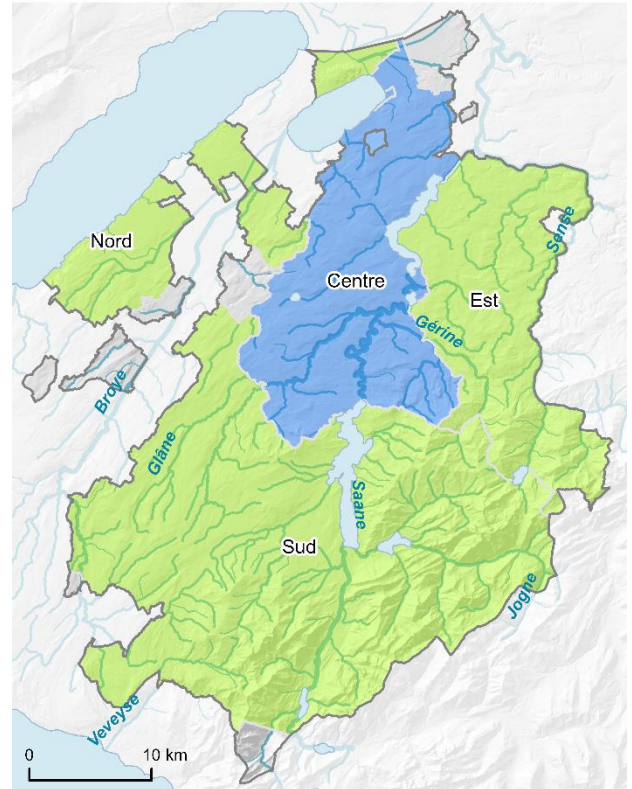 Nord
Sense
Centre
Est
Gérine
Broye
Glâne
Saane
Sud
Jogne
Veveyse
0 10 km